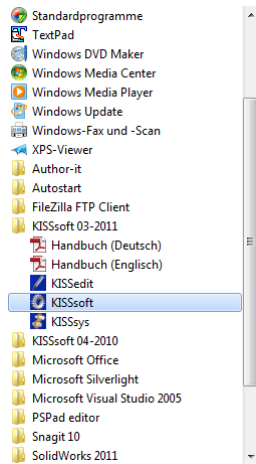 Standardprogramme
TextPad
Windows DVD Maker
Windows Media Center
Windows Media Player
Windows Update
Windows-Fax und -Scan
XPS-Viewer
Author-it
Autostart
FileZilla FTP Client
KISSsoft 03-2011
Handbuch (Deutsch)
Handbuch (Englisch)
KISSedit
KISSsoft
KISSsys
KISSsoft 04-2010
Microsoft Office
Microsoft Silverlight
Microsoft Visual Studio 2005
PSPad editor
Snagit 10
SolidWorks 2011